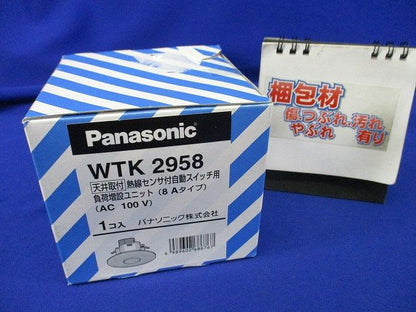 Panasonic
WTK 2958
天井取付 熱線センサ付自動スイッチ用
負荷増設ユニット（8 Aタイプ）
（AC 100 V）
1コ入 パナソニック株式会社
梱包材
傷つぶれ汚れ
やぶれ 有り